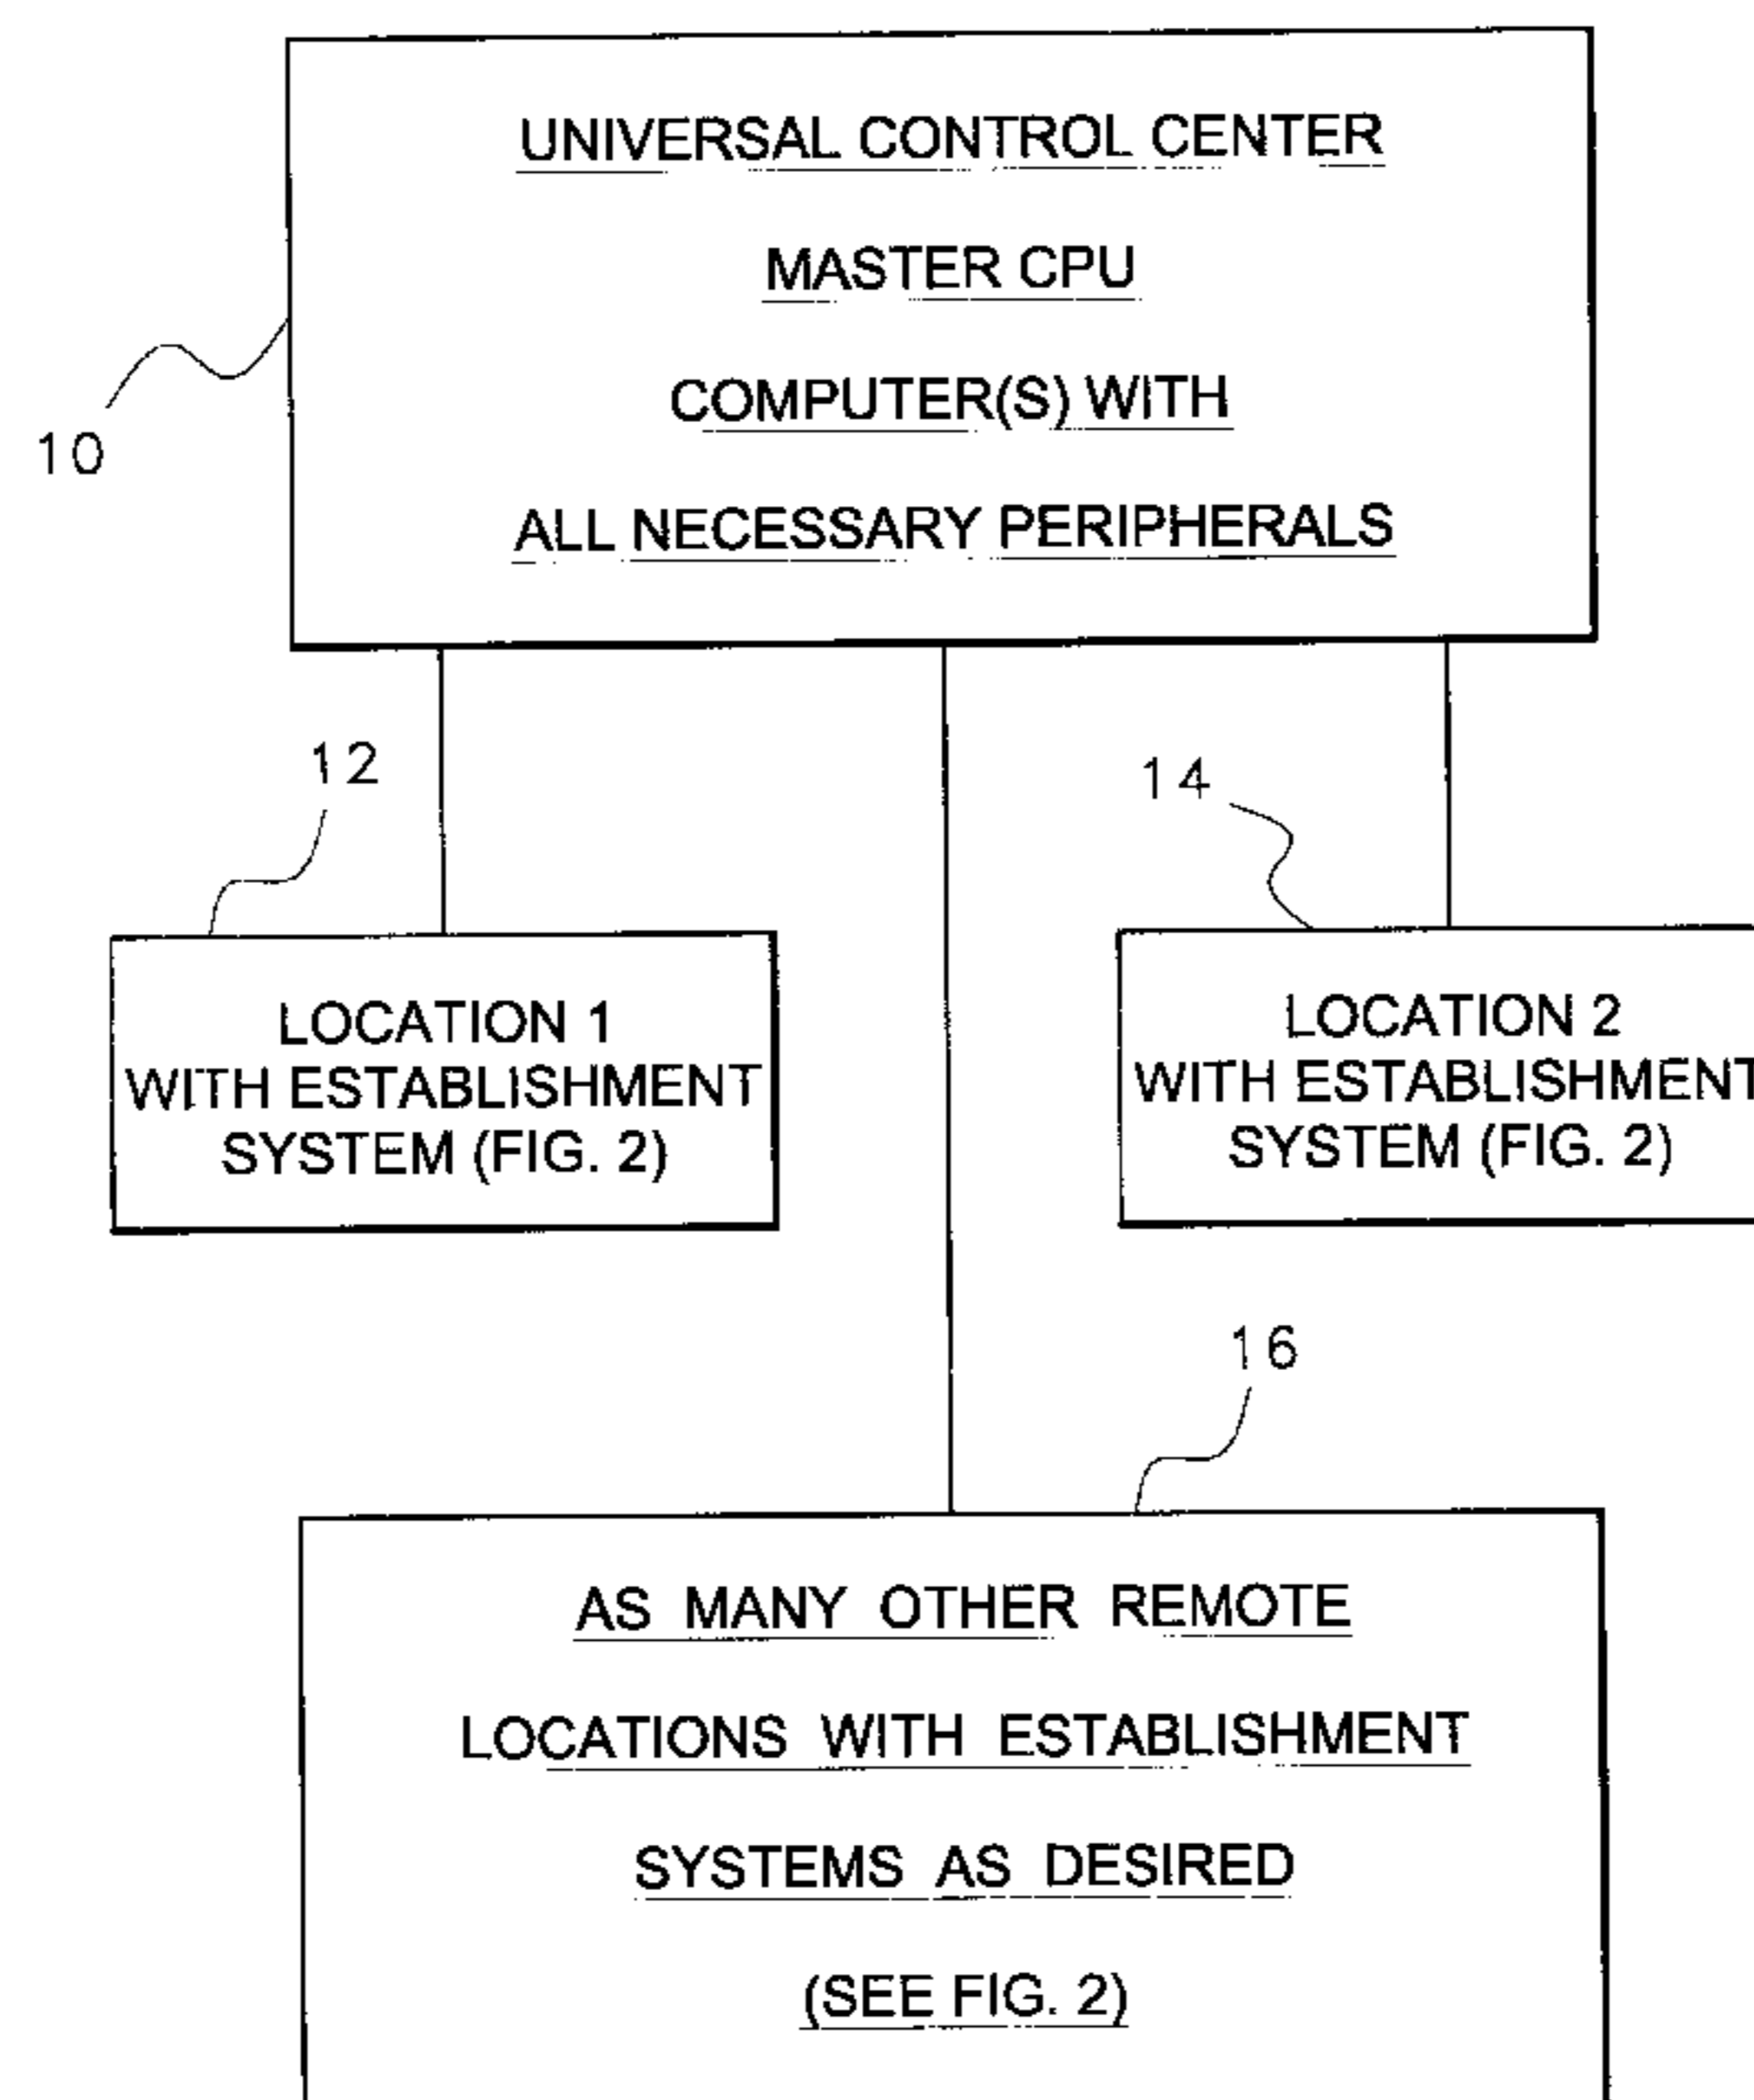 UNIVERSAL CONTROL CENTER
MASTER CPU
COMPUTER(S) WITH
ALL NECESSARY PERIPHERALS
10
12
14
LOCATION 1
WITH ESTABLISHMENT
SYSTEM (FIG. 2)
LOCATION 2
WITH ESTABLISHMENT
SYSTEM (FIG. 2)
16
AS MANY OTHER REMOTE
LOCATIONS WITH ESTABLISHMENT
SYSTEMS AS DESIRED
(SEE FIG. 2)